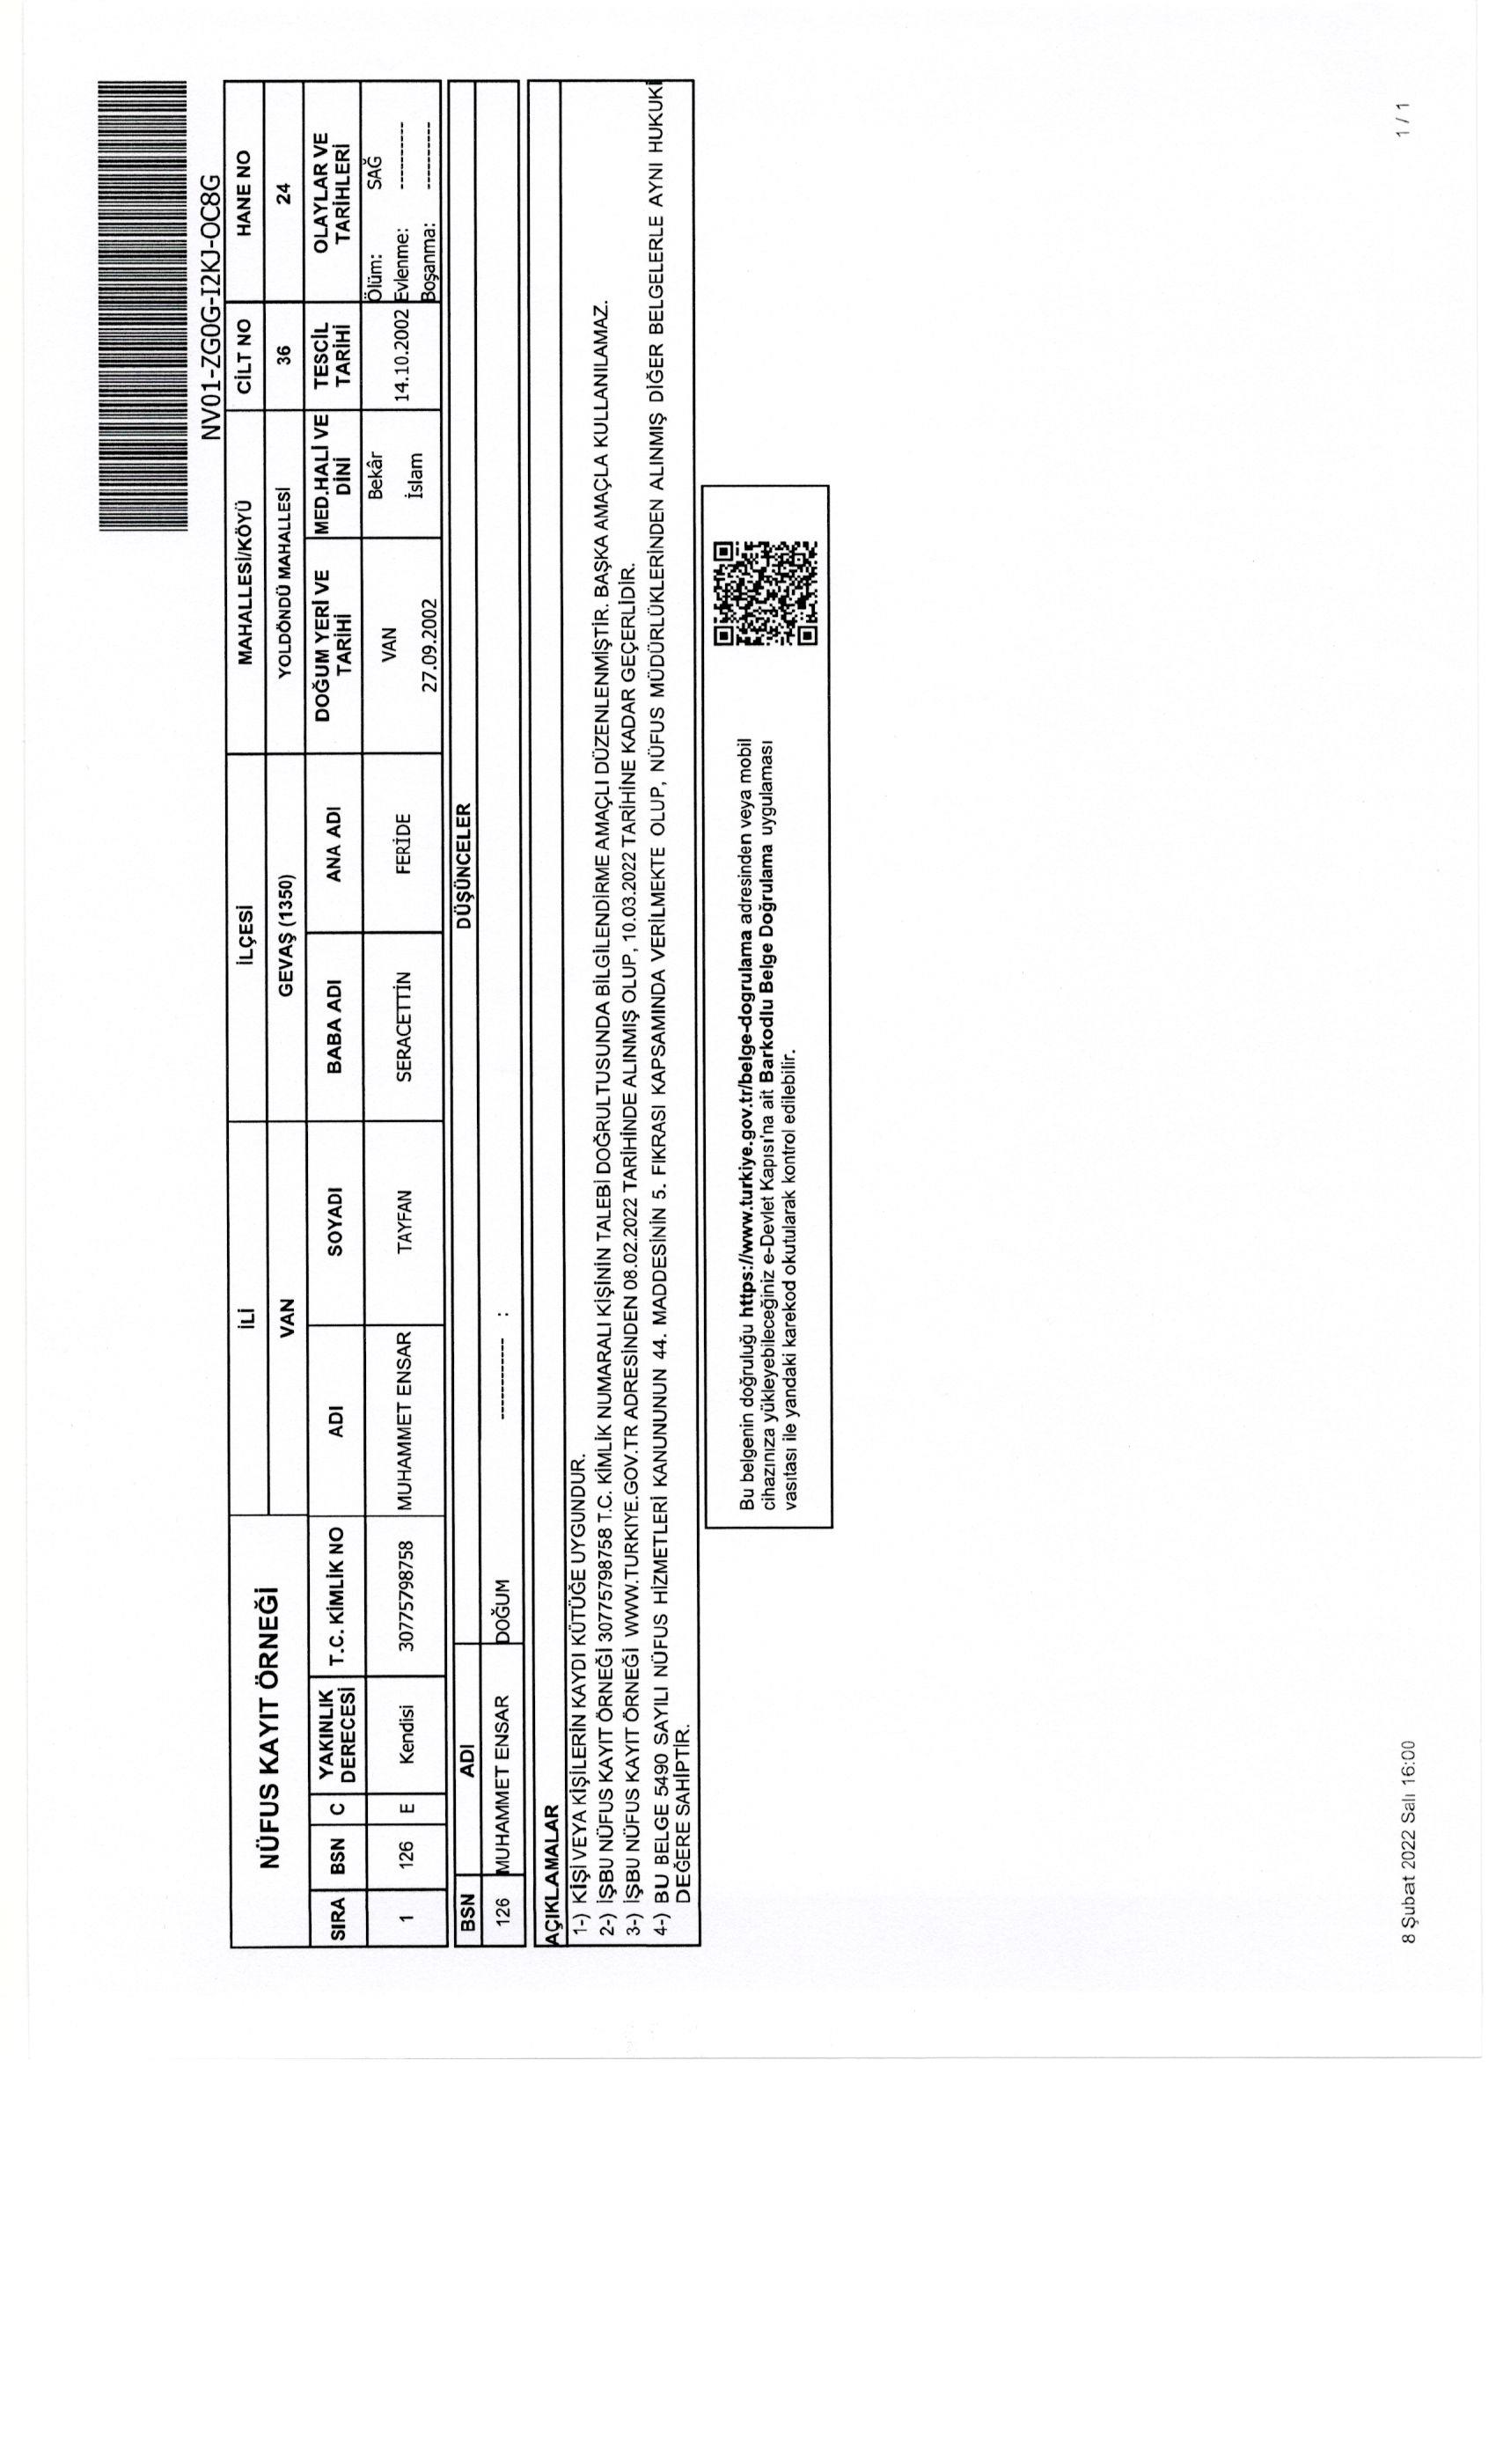 NV01-ZG0G-I2KJ-OC8G
NÜFUS KAYIT ÖRNEĞİ
İLİ İLÇESİ MAHALLESİ/KÖYÜ CİLT NO HANE NO
VAN GEVAŞ (1350) YOLDÖNDÜ MAHALLESİ 36 24
SIRA BSN C YAKINLIK DERECESİ T.C. KİMLİK NO ADI SOYADI BABA ADI ANA ADI DOĞUM YERİ VE TARİHİ MED.HALİ VE DİNİ TESCİL TARİHİ OLAYLAR VE TARİHLERİ
1 126 E Kendisi 30775798758 MUHAMMET ENSAR TAYFAN SERACETTİN FERİDE VAN 27.09.2002 Bekâr İslam 14.10.2002 Ölüm: SAĞ
Evlenme: ----------
Boşanma: ----------
BSN ADI DÜŞÜNCELER
126 MUHAMMET ENSAR DOĞUM ------------ :
AÇIKLAMALAR
1-) KİŞİ VEYA KİŞİLERİN KAYDI KÜTÜĞE UYGUNDUR.
2-) İŞBU NÜFUS KAYIT ÖRNEĞİ 30775798758 T.C. KİMLİK NUMARALI KİŞİNİN TALEBİ DOĞRULTUSUNDA BİLGİLENDİRME AMAÇLI DÜZENLENMİŞTİR. BAŞKA AMAÇLA KULLANILAMAZ.
3-) İŞBU NÜFUS KAYIT ÖRNEĞİ WWW.TURKIYE.GOV.TR ADRESİNDEN 08.02.2022 TARİHİNDE ALINMIŞ OLUP, 10.03.2022 TARİHİNE KADAR GEÇERLİDİR.
4-) BU BELGE 5490 SAYILI NÜFUS HİZMETLERİ KANUNUNUN 44. MADDESİNİN 5. FIKRASI KAPSAMINDA VERİLMEKTE OLUP, NÜFUS MÜDÜRLÜKLERİNDEN ALINMIŞ DİĞER BELGELERLE AYNI HUKUKİ
DEĞERE SAHİPTİR.
Bu belgenin doğruluğu https://www.turkiye.gov.tr/belge-dogrulama adresinden veya mobil
cihazınıza yükleyebileceğiniz e-Devlet Kapısı'na ait Barkodlu Belge Doğrulama uygulaması
vasıtası ile yandaki karekod okutularak kontrol edilebilir.
8 Şubat 2022 Salı 16:00
1 / 1